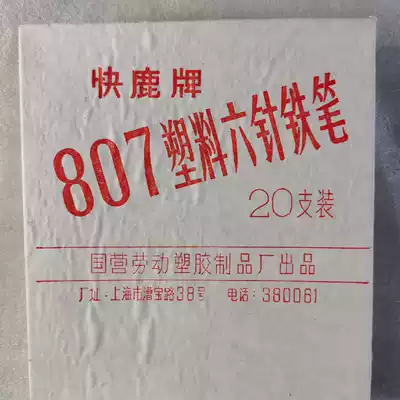 快鹿牌
807塑料六针铁笔
20支装
国营劳动塑胶制品厂出品
厂址·上海市漕宝路38号 电话:380061